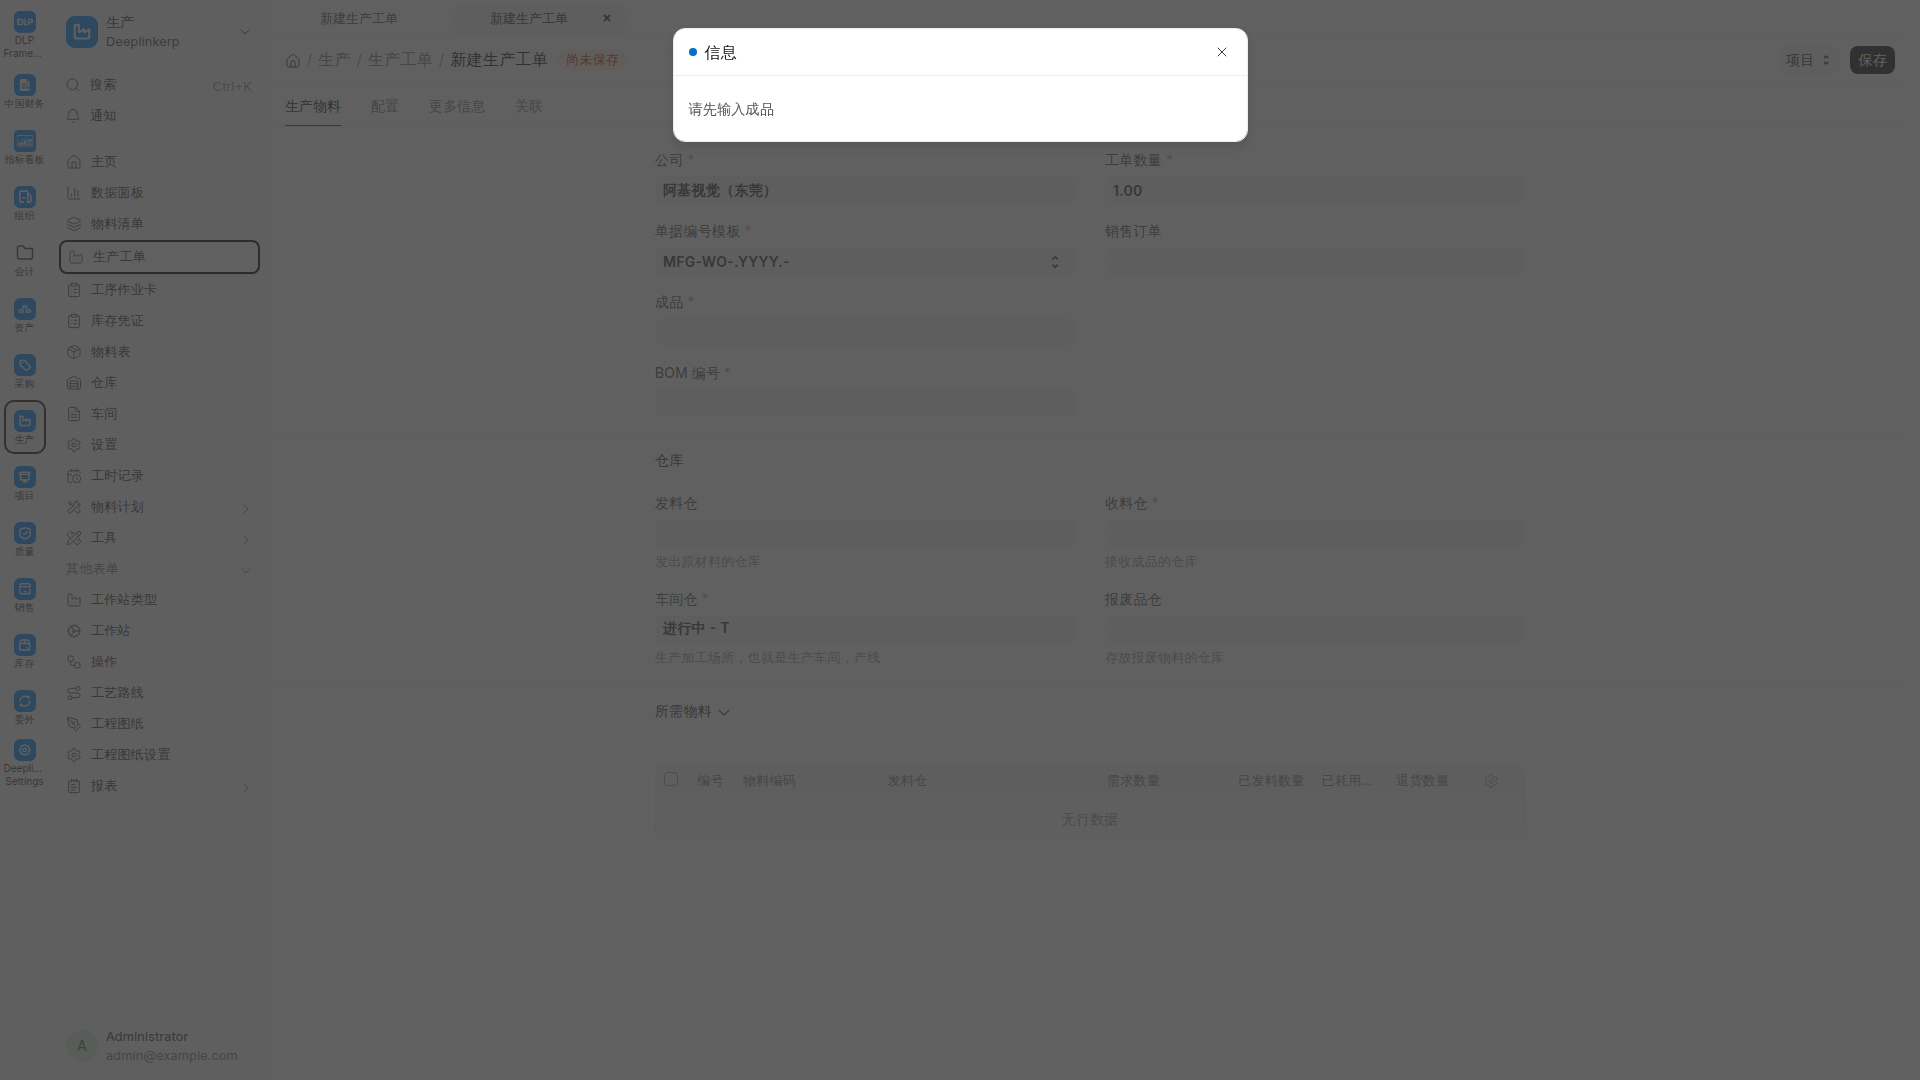 DLP
DLP
Frame...
中国财务
指标看板
组织
会计
资产
采购
生产
项目
质量
销售
库存
委外
Deepli...
Settings
生产
Deeplinkerp
搜索
Ctrl+K
通知
主页
数据面板
物料清单
生产工单
工序作业卡
库存凭证
物料表
仓库
车间
设置
工时记录
物料计划
工具
其他表单
工作站类型
工作站
操作
工艺路线
工程图纸
工程图纸设置
报表
A
Administrator
admin@example.com
新建生产工单
新建生产工单 ×
/ 生产 / 生产工单 / 新建生产工单 尚未保存
项目
保存
生产物料 配置 更多信息 关联
信息
请先输入成品
公司 *
阿基视觉（东莞）
工单数量 *
1.00
单据编号模板 *
MFG-WO-.YYYY.-
销售订单
成品 *
BOM 编号 *
仓库
发料仓
发出原材料的仓库
收料仓 *
接收成品的仓库
车间仓 *
进行中 - T
生产加工场所，也就是生产车间，产线
报废品仓
存放报废物料的仓库
所需物料
编号 物料编码 发料仓 需求数量 已发料数量 已耗用... 退货数量
无行数据